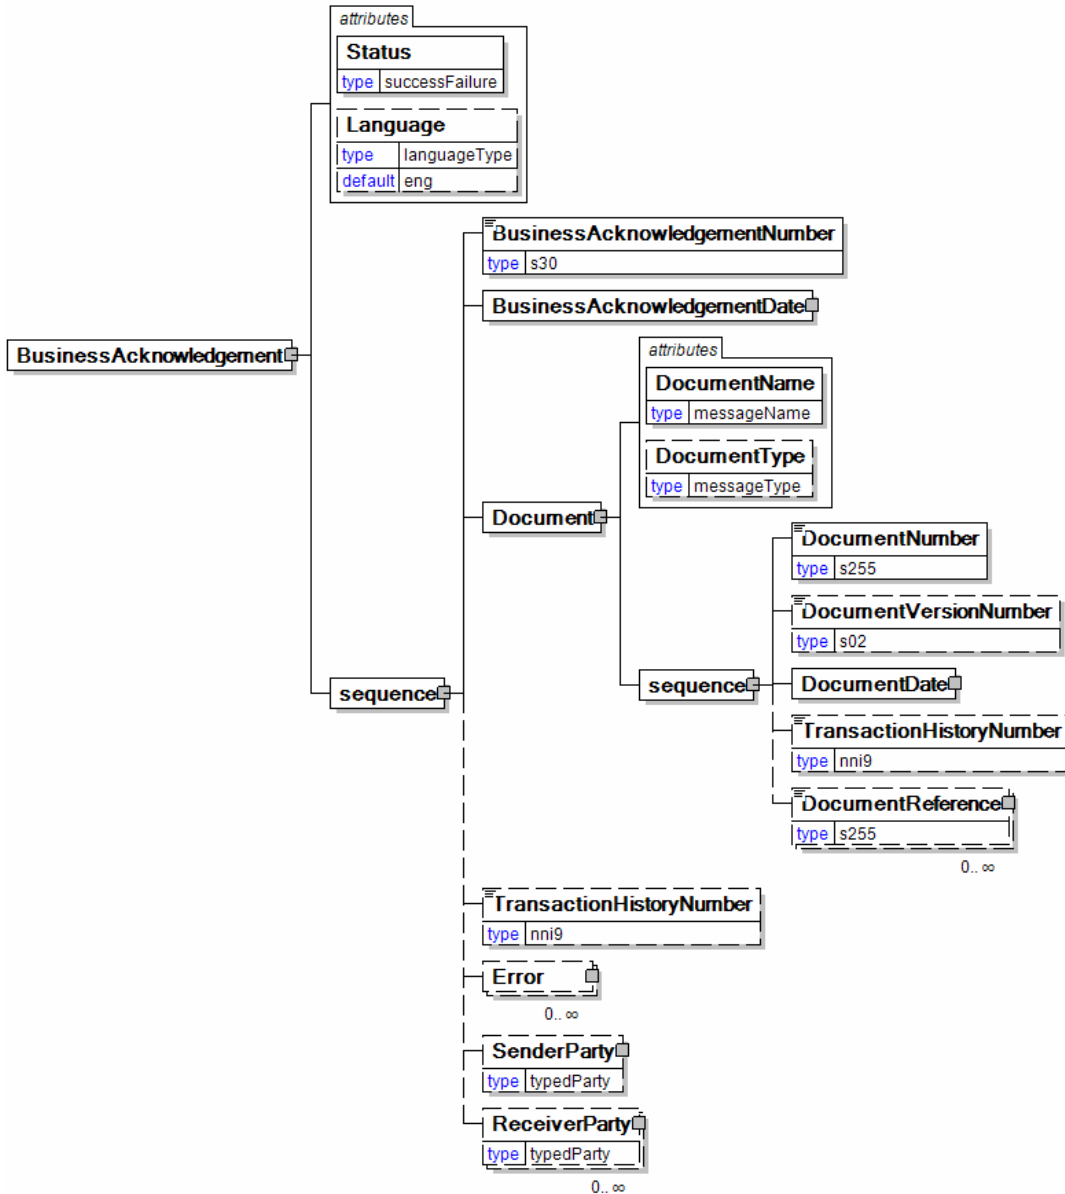 attributes
Status
type successFailure
Language
type languageType
default eng
BusinessAcknowledgementNumber
type s30
BusinessAcknowledgementDate
BusinessAcknowledgement
attributes
DocumentName
type messageName
DocumentType
type messageType
Document
DocumentNumber
type s255
DocumentVersionNumber
type s02
sequence
sequence
DocumentDate
TransactionHistoryNumber
type nni9
DocumentReference
type s255
0.. ∞
TransactionHistoryNumber
type nni9
Error
0.. ∞
SenderParty
type typedParty
ReceiverParty
type typedParty
0.. ∞